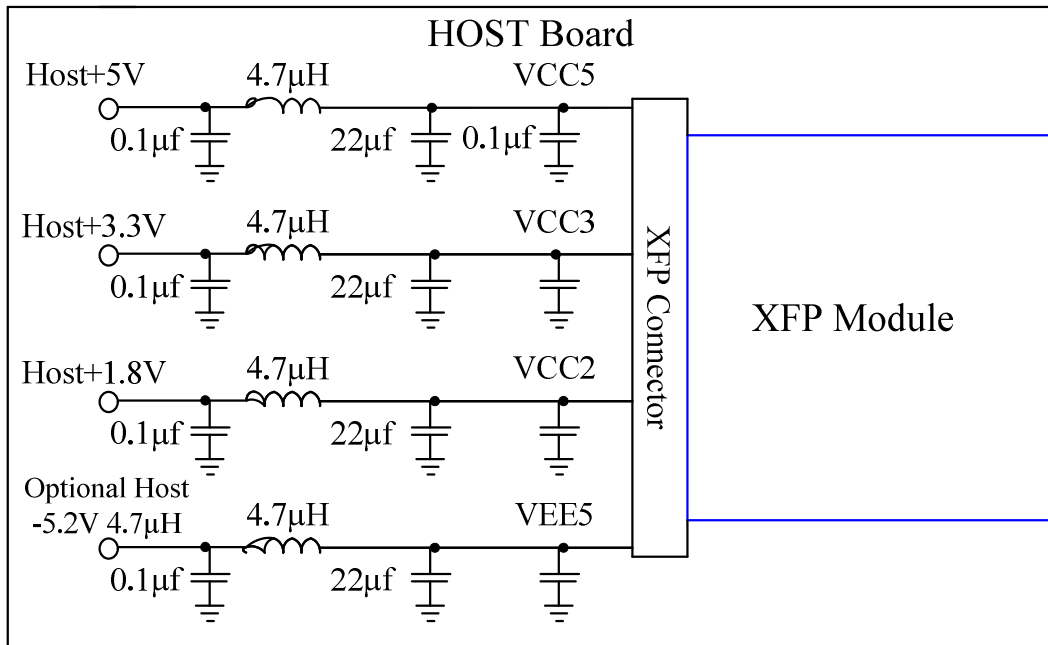 HOST Board
Host+5V
4.7μH
VCC5
0.1μf
22μf
0.1μf
Host+3.3V
4.7μH
VCC3
0.1μf
22μf
Host+1.8V
4.7μH
VCC2
0.1μf
22μf
Optional Host
-5.2V 4.7μH
4.7μH
VEE5
0.1μf
22μf
XFP Connector
XFP Module